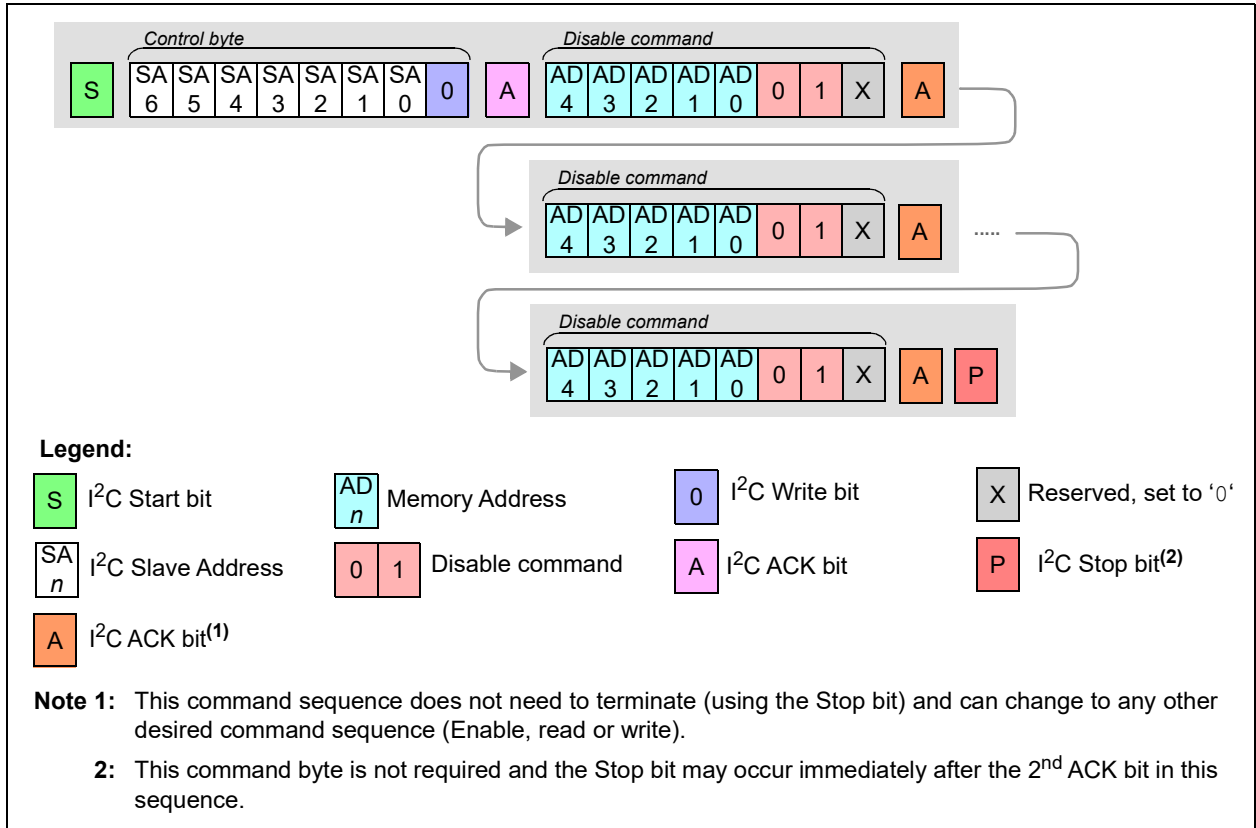 Control byte Disable command
S SA 6 SA 5 SA 4 SA 3 SA 2 SA 1 SA 0 0 A AD 4 AD 3 AD 2 AD 1 AD 0 0 1 X A
Disable command
AD 4 AD 3 AD 2 AD 1 AD 0 0 1 X A .....
Disable command
AD 4 AD 3 AD 2 AD 1 AD 0 0 1 X A P
Legend:
S I²C Start bit
AD n Memory Address
0 I²C Write bit
X Reserved, set to ‘0‘
SA n I²C Slave Address
0 1 Disable command
A I²C ACK bit
P I²C Stop bit(2)
A I²C ACK bit(1)
Note 1: This command sequence does not need to terminate (using the Stop bit) and can change to any other
desired command sequence (Enable, read or write).
2: This command byte is not required and the Stop bit may occur immediately after the 2nd ACK bit in this
sequence.